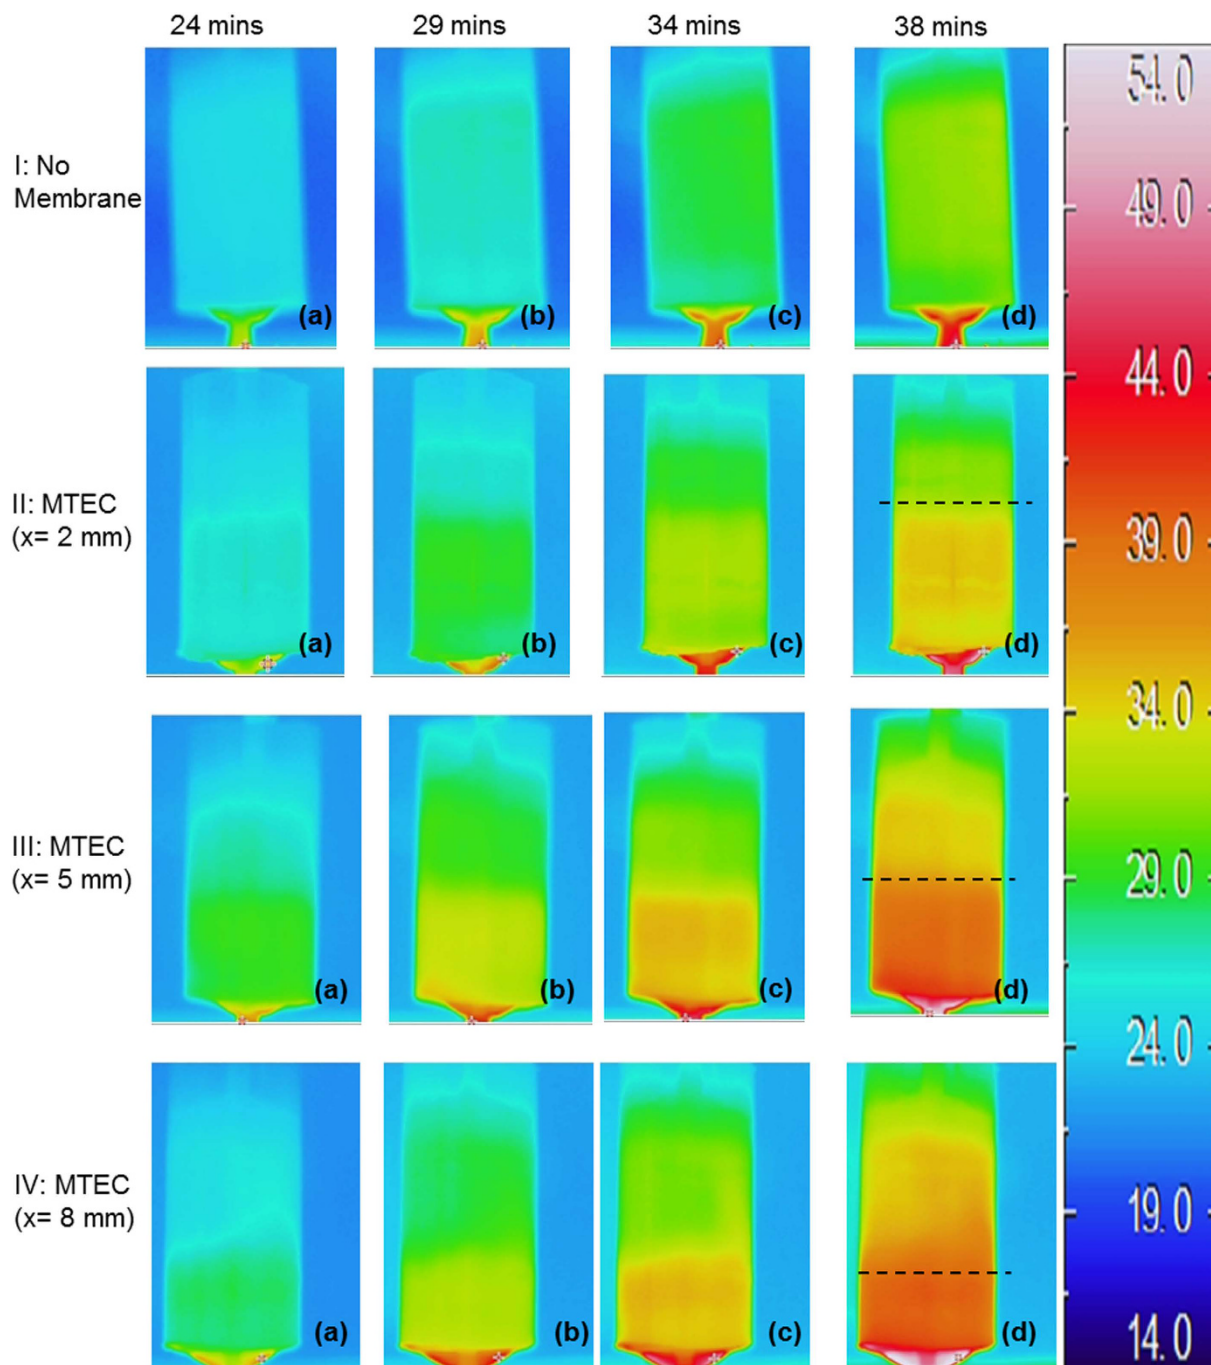 24 mins
29 mins
34 mins
38 mins
I: No
Membrane
(a)
(b)
(c)
(d)
II: MTEC
(x= 2 mm)
(a)
(b)
(c)
(d)
III: MTEC
(x= 5 mm)
(a)
(b)
(c)
(d)
IV: MTEC
(x= 8 mm)
(a)
(b)
(c)
(d)
54.0
49.0
44.0
39.0
34.0
29.0
24.0
19.0
14.0